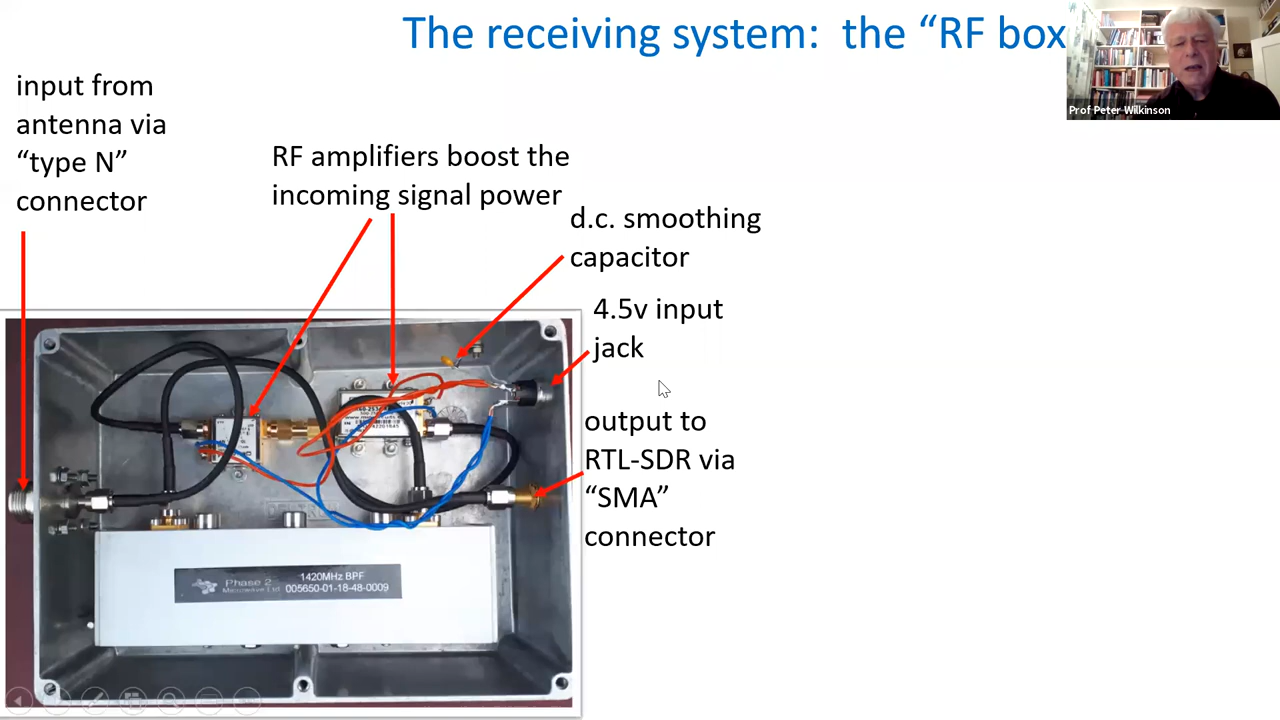 The receiving system: the “RF box
Prof Peter Wilkinson
input from
antenna via
“type N”
connector
RF amplifiers boost the
incoming signal power
d.c. smoothing
capacitor
4.5v input
jack
output to
RTL-SDR via
“SMA”
connector
Phase 2
Microwave Ltd
1420MHz BPF
005650-01-18-48-0009